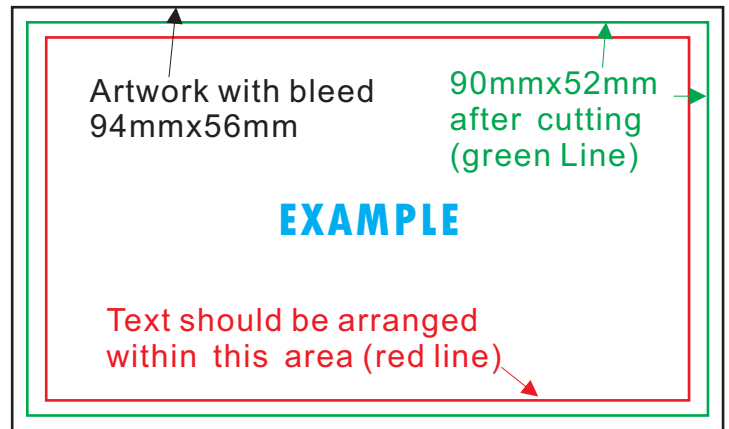 Artwork with bleed
94mmx56mm
90mmx52mm
after cutting
(green Line)
EXAMPLE
Text should be arranged
within this area (red line)